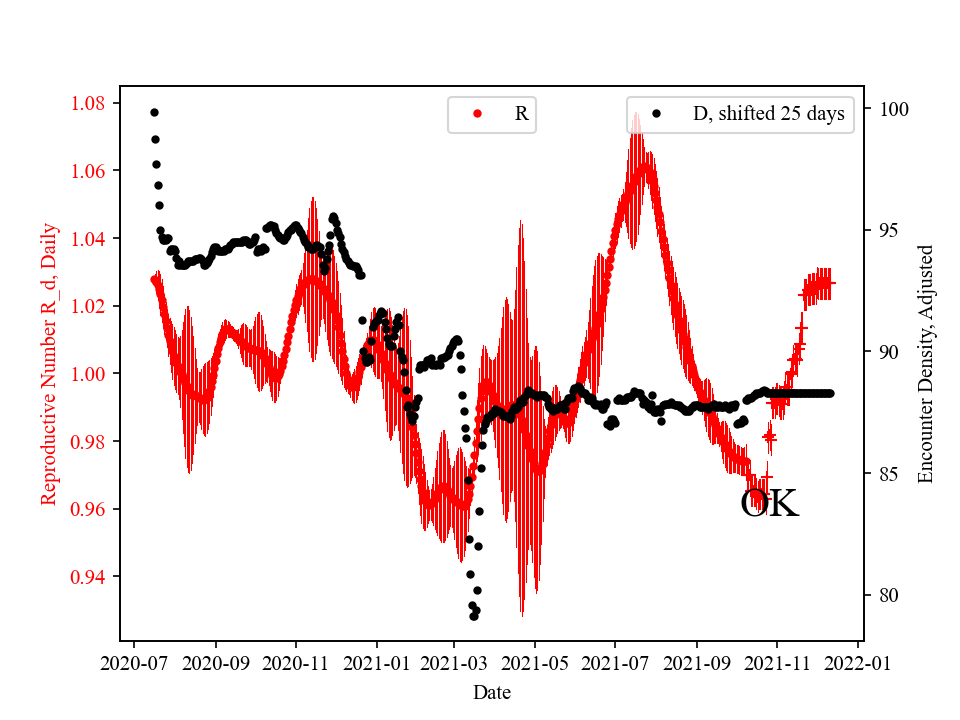 R
D, shifted 25 days
1.08
1.06
1.04
1.02
1.00
0.98
0.96
0.94
Reproductive Number R_d, Daily
100
95
90
85
80
Encounter Density, Adjusted
OK
2020-07 2020-09 2020-11 2021-01 2021-03 2021-05 2021-07 2021-09 2021-11 2022-01
Date